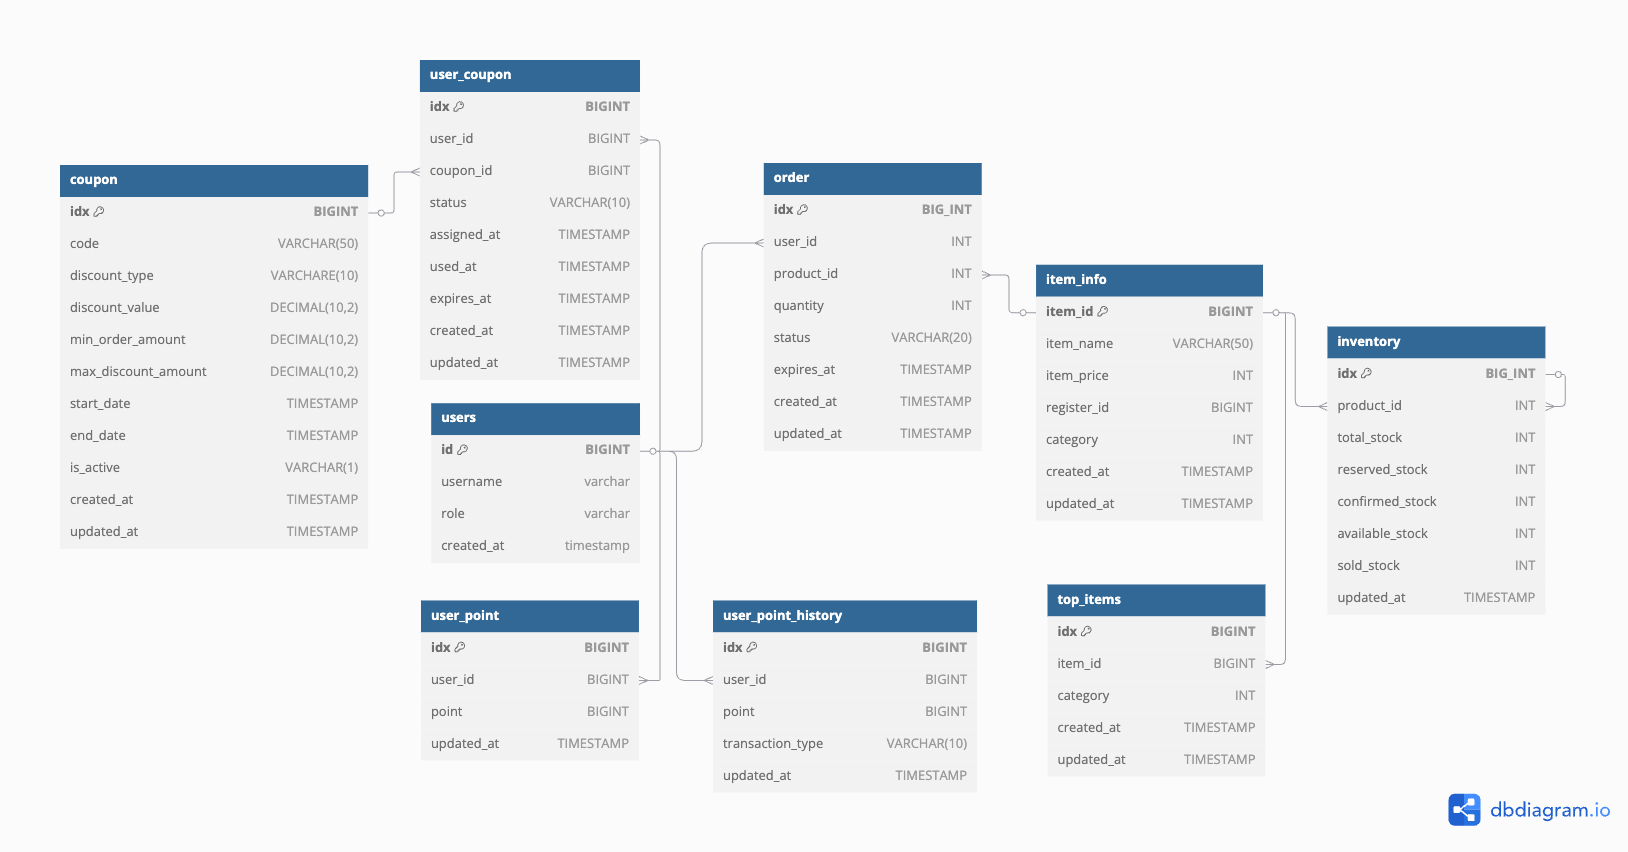 coupon
idx BIGINT
code VARCHAR(50)
discount_type VARCHARE(10)
discount_value DECIMAL(10,2)
min_order_amount DECIMAL(10,2)
max_discount_amount DECIMAL(10,2)
start_date TIMESTAMP
end_date TIMESTAMP
is_active VARCHAR(1)
created_at TIMESTAMP
updated_at TIMESTAMP
user_coupon
idx BIGINT
user_id BIGINT
coupon_id BIGINT
status VARCHAR(10)
assigned_at TIMESTAMP
used_at TIMESTAMP
expires_at TIMESTAMP
created_at TIMESTAMP
updated_at TIMESTAMP
users
id BIGINT
username varchar
role varchar
created_at timestamp
user_point
idx BIGINT
user_id BIGINT
point BIGINT
updated_at TIMESTAMP
user_point_history
idx BIGINT
user_id BIGINT
point BIGINT
transaction_type VARCHAR(10)
updated_at TIMESTAMP
order
idx BIG_INT
user_id INT
product_id INT
quantity INT
status VARCHAR(20)
expires_at TIMESTAMP
created_at TIMESTAMP
updated_at TIMESTAMP
item_info
item_id BIGINT
item_name VARCHAR(50)
item_price INT
register_id BIGINT
category INT
created_at TIMESTAMP
updated_at TIMESTAMP
top_items
idx BIGINT
item_id BIGINT
category INT
created_at TIMESTAMP
updated_at TIMESTAMP
inventory
idx BIG_INT
product_id INT
total_stock INT
reserved_stock INT
confirmed_stock INT
available_stock INT
sold_stock INT
updated_at TIMESTAMP
dbdiagram.io